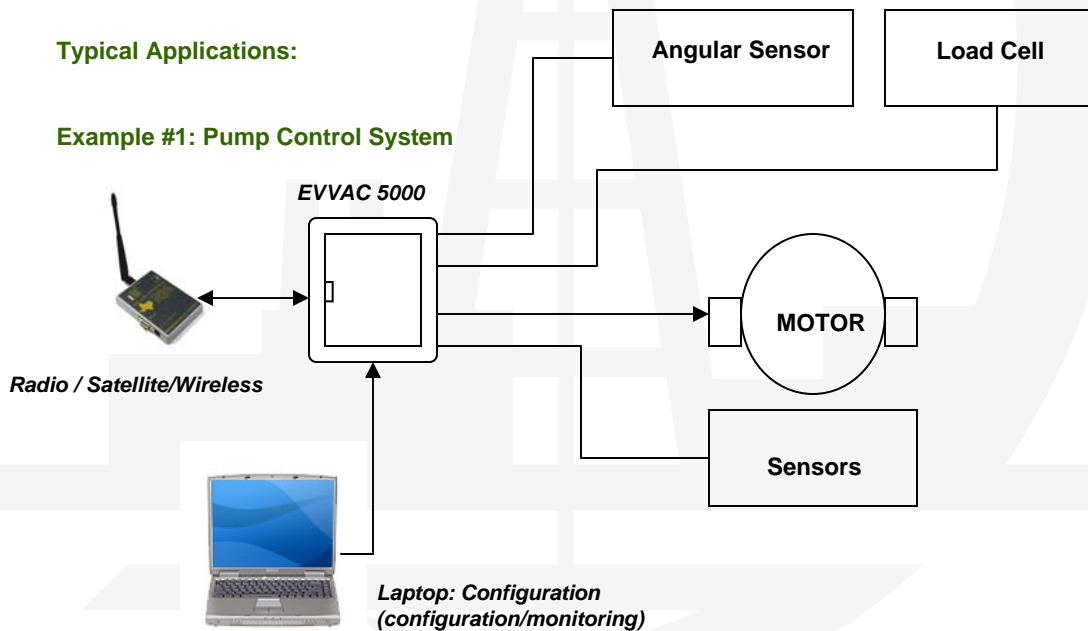 Typical Applications:
Angular Sensor
Load Cell
Example #1: Pump Control System
EVVAC 5000
MOTOR
Radio / Satellite/Wireless
Sensors
Laptop: Configuration
(configuration/monitoring)